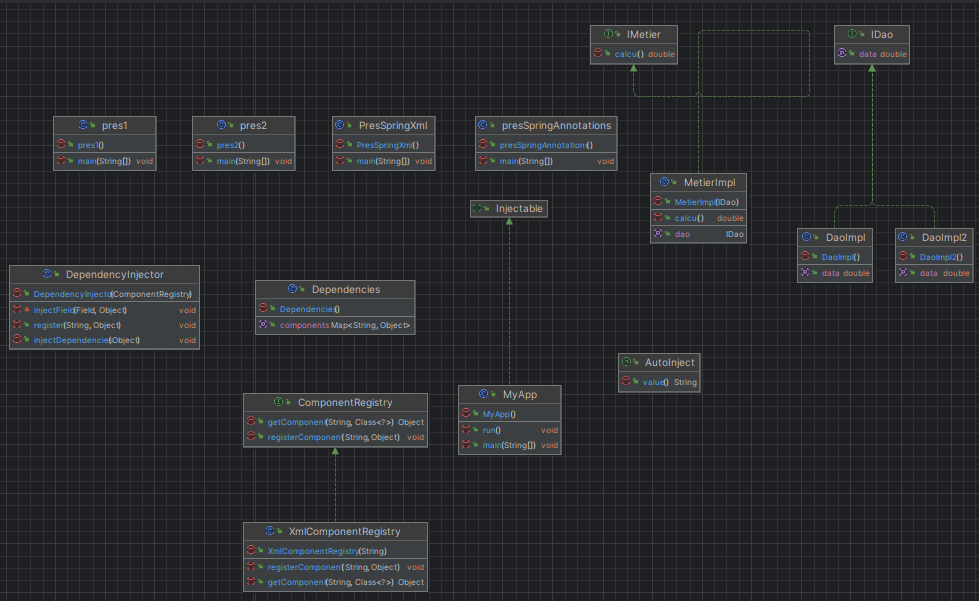 IMetier
calcu() double
IDao
data double
pres1
pres1()
main(String[]) void
pres2
pres2()
main(String[]) void
PresSpringXml
PresSpringXml()
main(String[]) void
presSpringAnnotations
presSpringAnnotations()
main(String[]) void
MetierImpl
MetierImpl(IDao)
calcu() double
dao IDao
Injectable
DaoImpl
DaoImpl()
data double
DaoImpl2
DaoImpl2()
data double
DependencyInjector
DependencyInjecto(ComponentRegistry)
injectField(Field, Object) void
register(String, Object) void
injectDependencie(Object) void
Dependencies
Dependencies()
components Map<String, Object>
AutoInject
value() String
ComponentRegistry
getComponent(String, Class<?>) Object
registerComponen(String, Object) void
MyApp
MyApp()
run() void
main(String[]) void
XmlComponentRegistry
XmlComponentRegistry(String)
registerComponen(String, Object) void
getComponent(String, Class<?>) Object